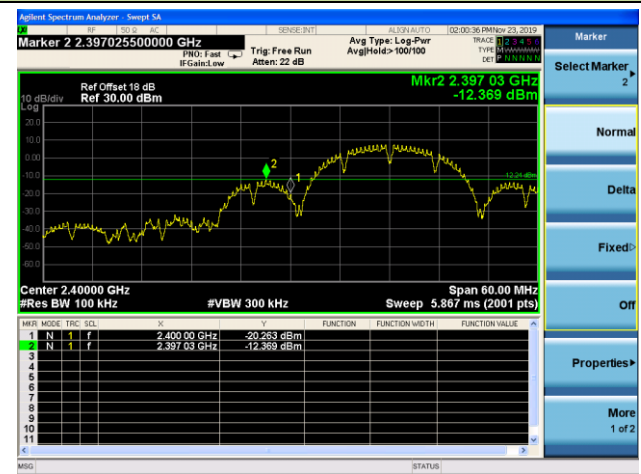 Agilent Spectrum Analyzer - Swept SA
RF 50 Ω AC SENSE:INT ALIGN AUTO 02:00:36 PM Nov 23, 2019
Marker 2 2.397025500000 GHz
PNO: Fast
IFGain:Low
Trig: Free Run
Atten: 22 dB
Avg Type: Log-Pwr
Avg|Hold:>100/100
TRACE 1 2 3 4 5 6
TYPE M
DET P N N N N N
Mkr2 2.397 03 GHz
-12.369 dBm
Ref Offset 18 dB
10 dB/div Ref 30.00 dBm
Log
20.0
10.0
0.00
-10.0
-20.0
-30.0
-40.0
-50.0
-60.0
2
1
-12.24 dBm
Center 2.40000 GHz Span 60.00 MHz
#Res BW 100 kHz #VBW 300 kHz Sweep 5.867 ms (2001 pts)
MKR MODE TRC SCL X Y FUNCTION FUNCTION WIDTH FUNCTION VALUE
1 N 1 f 2.400 00 GHz -20.263 dBm
2 N 1 f 2.397 03 GHz -12.369 dBm
3
4
5
6
7
8
9
10
11
MSG STATUS
Marker
Select Marker
2
Normal
Delta
Fixed
Off
Properties
More
1 of 2